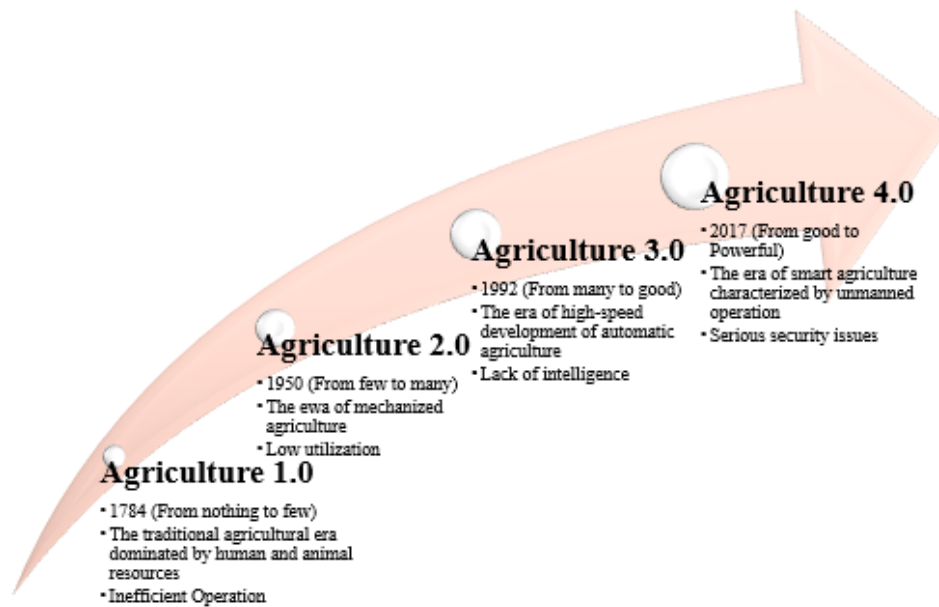 Agriculture 4.0
▪ 2017 (From good to
Powerful)
▪ The era of smart agriculture
characterized by unmanned
operation
▪ Serious security issues
Agriculture 3.0
▪ 1992 (From many to good)
▪ The era of high-speed
development of automatic
agriculture
▪ Lack of intelligence
Agriculture 2.0
▪ 1950 (From few to many)
▪ The ewa of mechanized
agriculture
▪ Low utilization
Agriculture 1.0
▪ 1784 (From nothing to few)
▪ The traditional agricultural era
dominated by human and animal
resources
▪ Inefficient Operation